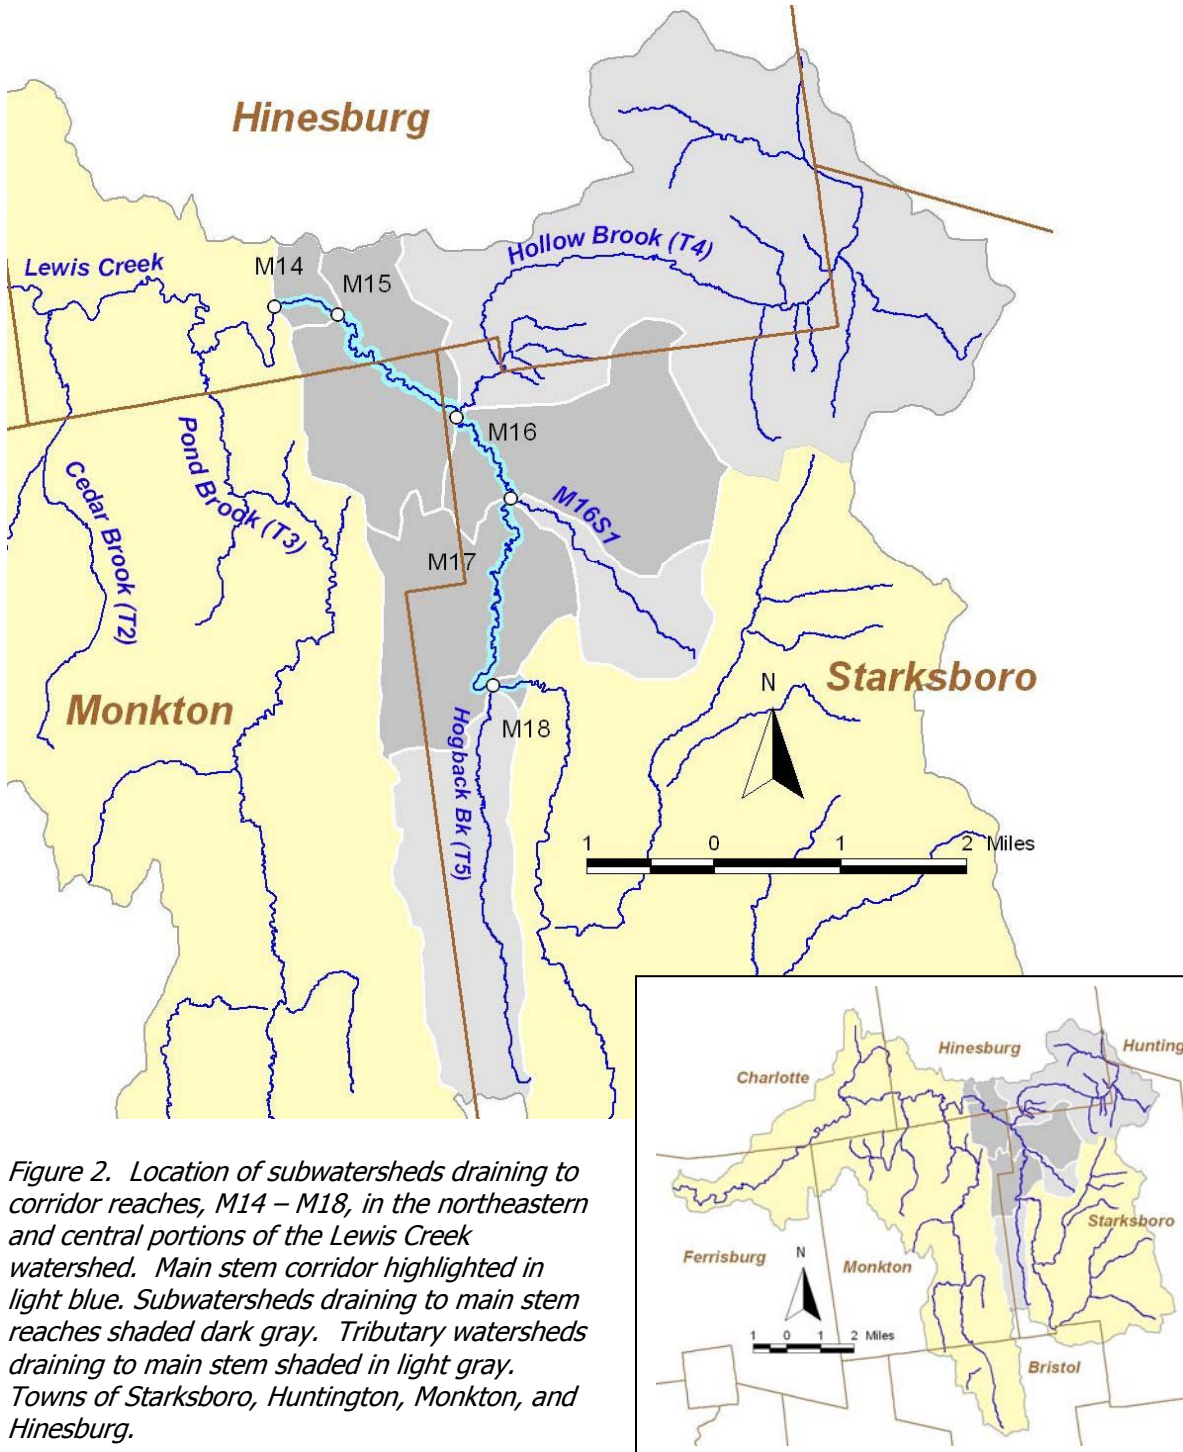 Hinesburg
Lewis Creek
M14
M15
Hollow Brook (T4)
M16
M16S1
Pond Brook (T3)
Cedar Brook (T2)
M17
Monkton
Starksboro
N
M18
Hogback Bk (T5)
1 0 1 2 Miles
Figure 2. Location of subwatersheds draining to
corridor reaches, M14 – M18, in the northeastern
and central portions of the Lewis Creek
watershed. Main stem corridor highlighted in
light blue. Subwatersheds draining to main stem
reaches shaded dark gray. Tributary watersheds
draining to main stem shaded in light gray.
Towns of Starksboro, Huntington, Monkton, and
Hinesburg.
Hinesburg
Hunting
Charlotte
Starksboro
Ferrisburg
Monkton
N
1 0 1 2 Miles
Bristol